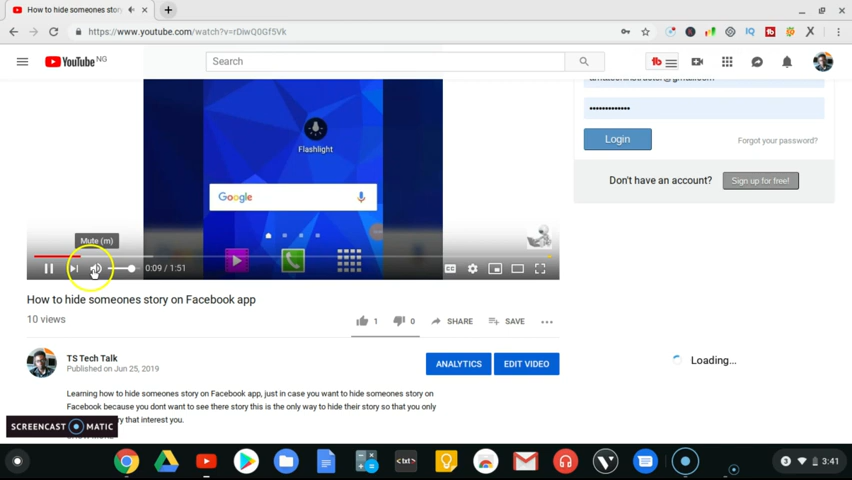 How to hide someones story
https://www.youtube.com/watch?v=rDiwQ0Gf5Vk
YouTube NG
Search
Flashlight
Google
Login
Forgot your password?
Don't have an account?
Sign up for free!
Mute (m)
0:09 / 1:51
CC
How to hide someones story on Facebook app
10 views
1
0
SHARE
SAVE
TS Tech Talk
Published on Jun 25, 2019
ANALYTICS
EDIT VIDEO
Loading...
Learning how to hide someones story on Facebook app, just in case you want to hide someones story on
Facebook because you dont want to see there story this is the only way to hide their story so that you only
y that interest you.
SCREENCAST MATIC
<txt>
3
3:41